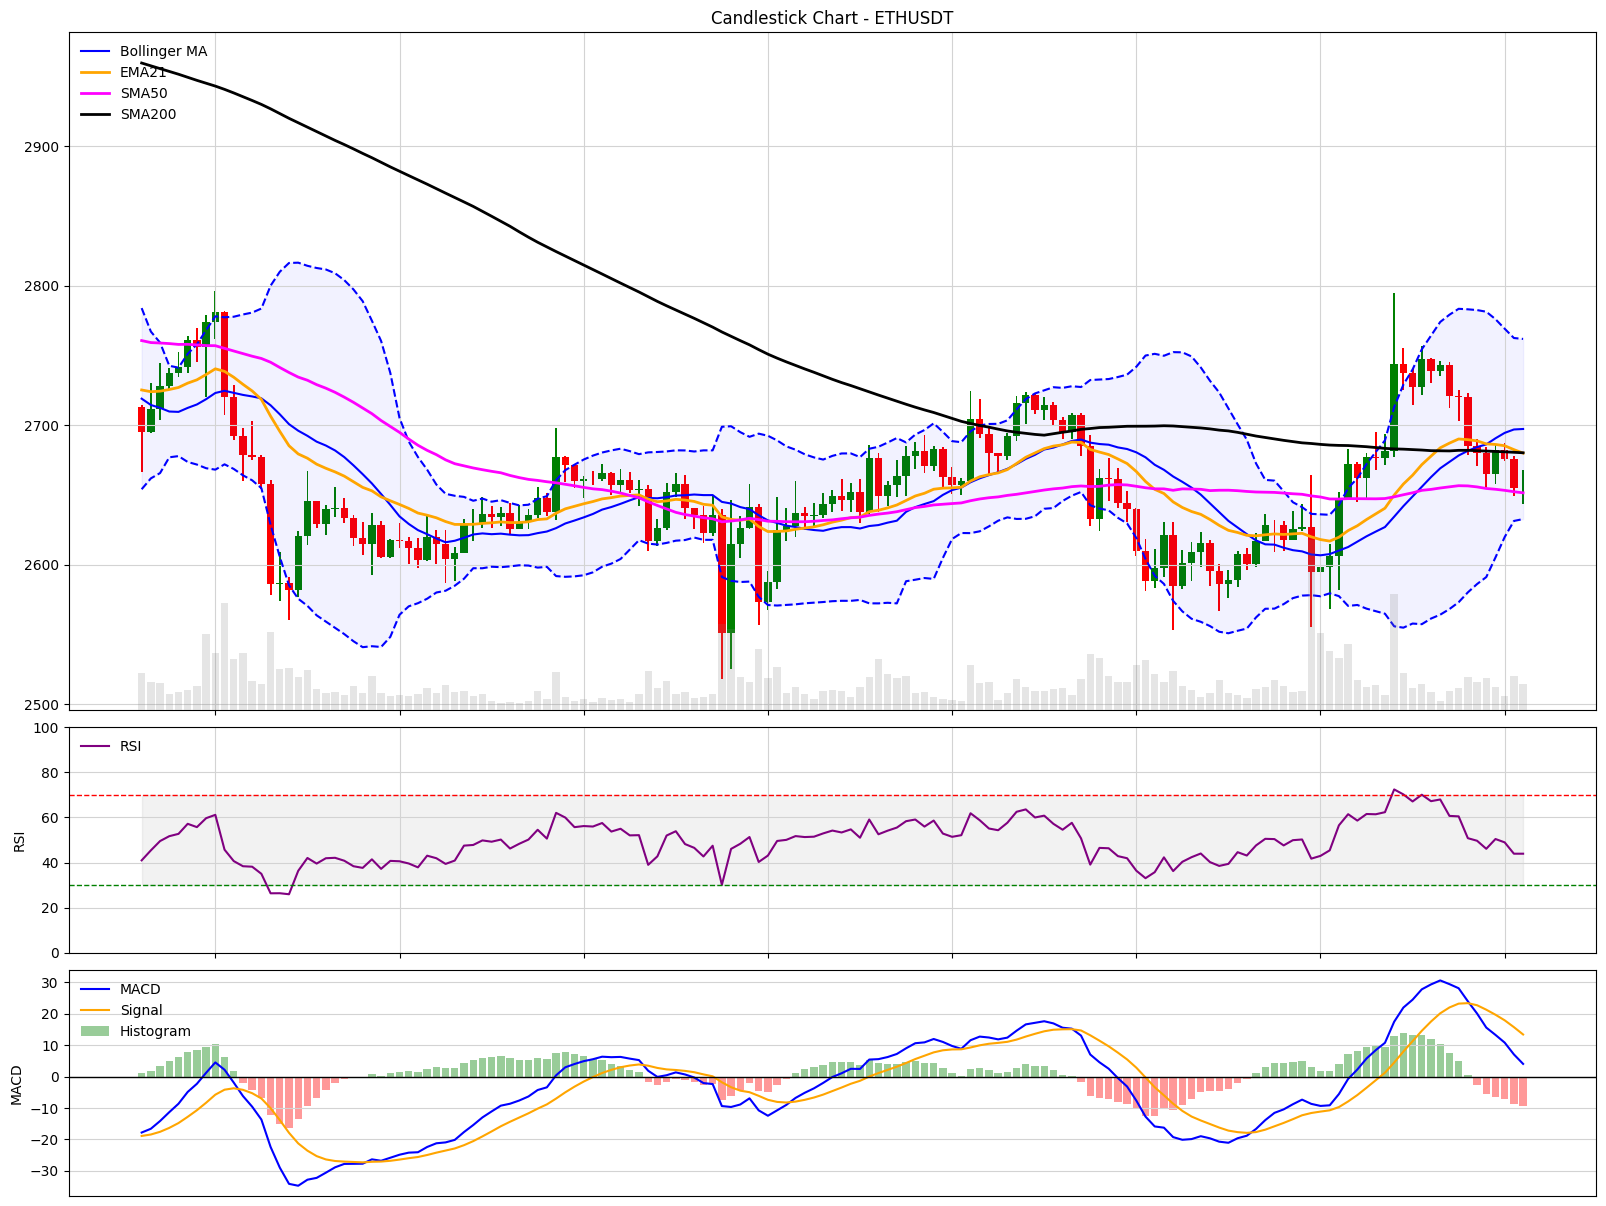 Candlestick Chart - ETHUSDT
Bollinger MA
EMA21
SMA50
SMA200
2900
2800
2700
2600
2500
100
80
60
40
20
0
RSI
RSI
30
20
10
0
−10
−20
−30
MACD
MACD
Signal
Histogram